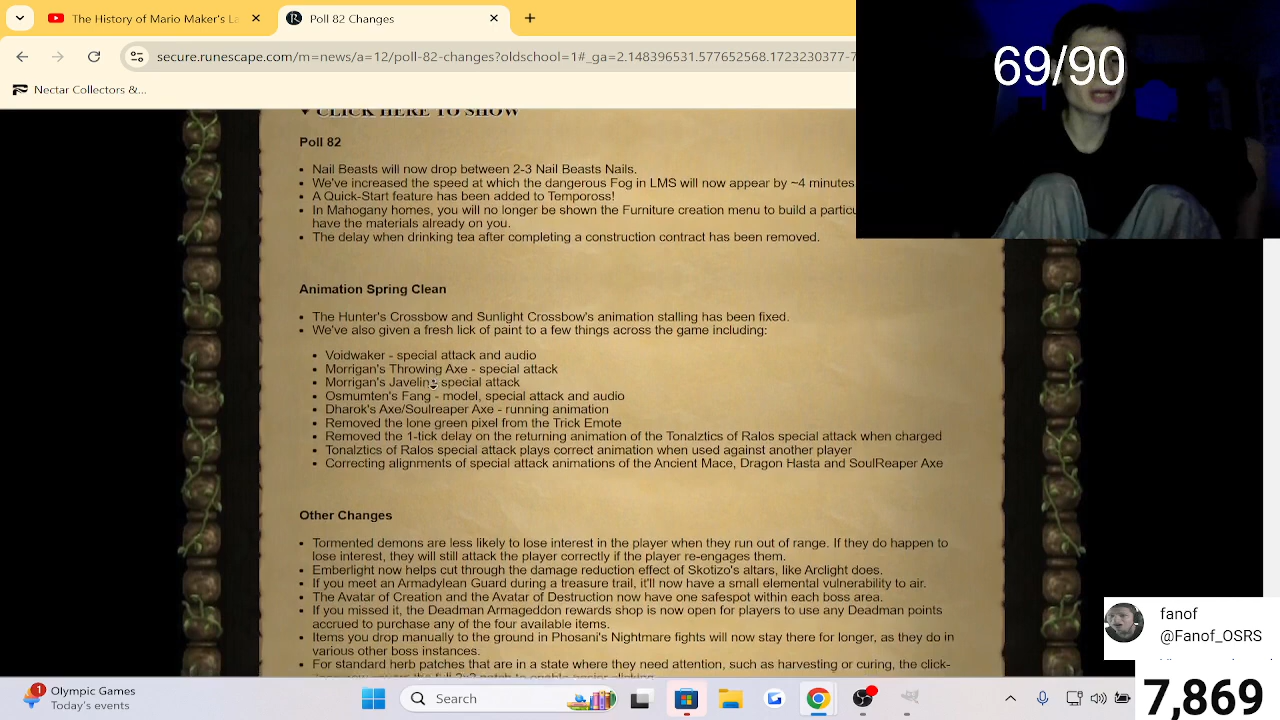 The History of Mario Maker's La
Poll 82 Changes
secure.runescape.com/m=news/a=12/poll-82-changes?oldschool=1#_ga=2.148396531.577652568.1723230377-7
Nectar Collectors &...
69/90
CLICK HERE TO SHOW
Poll 82
Nail Beasts will now drop between 2-3 Nail Beasts Nails.
We've increased the speed at which the dangerous Fog in LMS will now appear by ~4 minutes
A Quick-Start feature has been added to Tempoross!
In Mahogany homes, you will no longer be shown the Furniture creation menu to build a particu
have the materials already on you.
The delay when drinking tea after completing a construction contract has been removed.
Animation Spring Clean
The Hunter's Crossbow and Sunlight Crossbow's animation stalling has been fixed.
We've also given a fresh lick of paint to a few things across the game including:
Voidwaker - special attack and audio
Morrigan's Throwing Axe - special attack
Morrigan's Javelin - special attack
Osmumten's Fang - model, special attack and audio
Dharok's Axe/Soulreaper Axe - running animation
Removed the lone green pixel from the Trick Emote
Removed the 1-tick delay on the returning animation of the Tonalztics of Ralos special attack when charged
Tonalztics of Ralos special attack plays correct animation when used against another player
Correcting alignments of special attack animations of the Ancient Mace, Dragon Hasta and SoulReaper Axe
Other Changes
Tormented demons are less likely to lose interest in the player when they run out of range. If they do happen to
lose interest, they will still attack the player correctly if the player re-engages them.
Emberlight now helps cut through the damage reduction effect of Skotizo's altars, like Arclight does.
If you meet an Armadylean Guard during a treasure trail, it'll now have a small elemental vulnerability to air.
The Avatar of Creation and the Avatar of Destruction now have one safespot within each boss area.
If you missed it, the Deadman Armageddon rewards shop is now open for players to use any Deadman points
accrued to purchase any of the four available items.
Items you drop manually to the ground in Phosani's Nightmare fights will now stay there for longer, as they do in
various other boss instances.
For standard herb patches that are in a state where they need attention, such as harvesting or curing, the click-
fanof
@Fanof_OSRS
7,869
1
Olympic Games
Today's events
Search